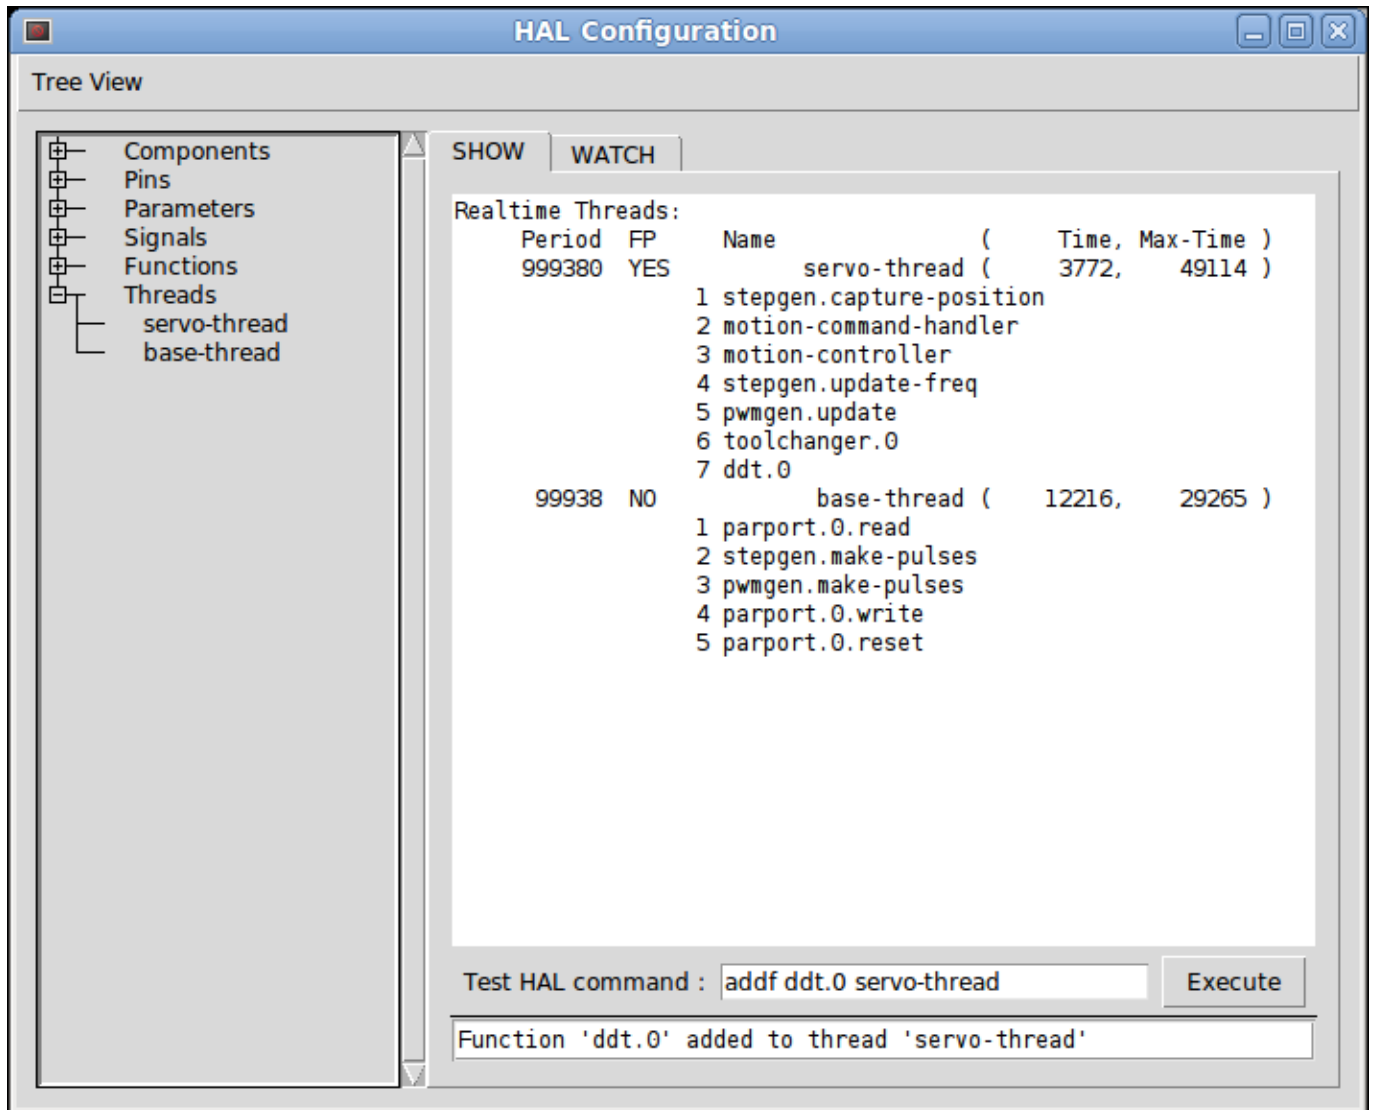 HAL Configuration
Tree View
Components
Pins
Parameters
Signals
Functions
Threads
servo-thread
base-thread
SHOW WATCH
Realtime Threads:
Period FP Name ( Time, Max-Time )
999380 YES servo-thread ( 3772, 49114 )
1 stepgen.capture-position
2 motion-command-handler
3 motion-controller
4 stepgen.update-freq
5 pwmgen.update
6 toolchanger.0
7 ddt.0
99938 NO base-thread ( 12216, 29265 )
1 parport.0.read
2 stepgen.make-pulses
3 pwmgen.make-pulses
4 parport.0.write
5 parport.0.reset
Test HAL command : addf ddt.0 servo-thread Execute
Function 'ddt.0' added to thread 'servo-thread'